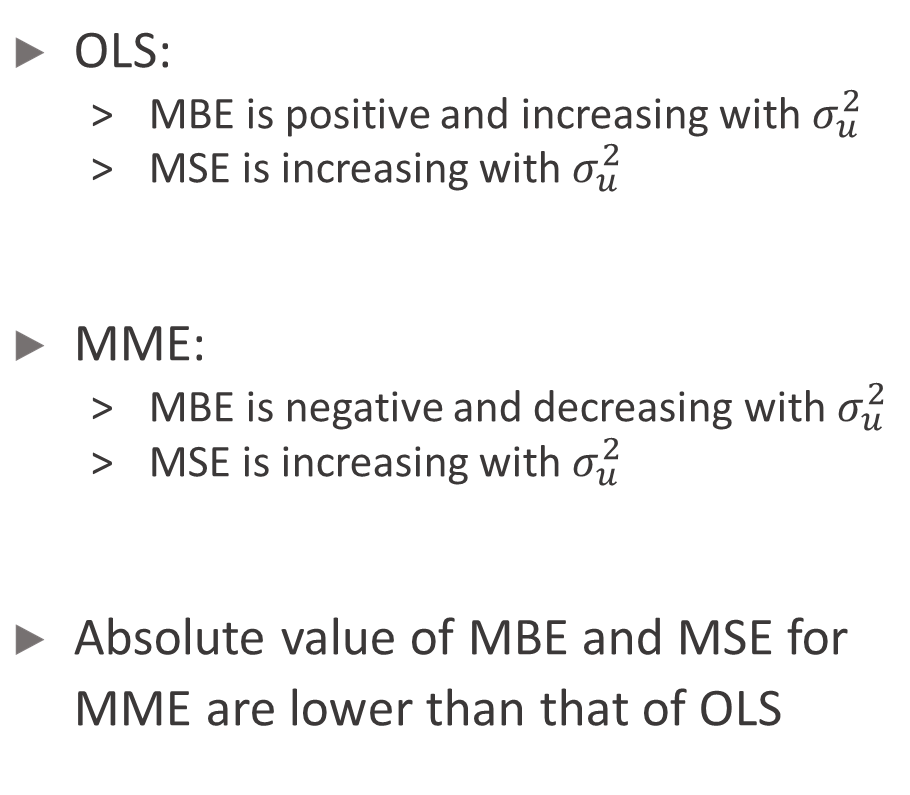 ► OLS:
> MBE is positive and increasing with $\sigma_u^2$
> MSE is increasing with $\sigma_u^2$
► MME:
> MBE is negative and decreasing with $\sigma_u^2$
> MSE is increasing with $\sigma_u^2$
► Absolute value of MBE and MSE for
MME are lower than that of OLS